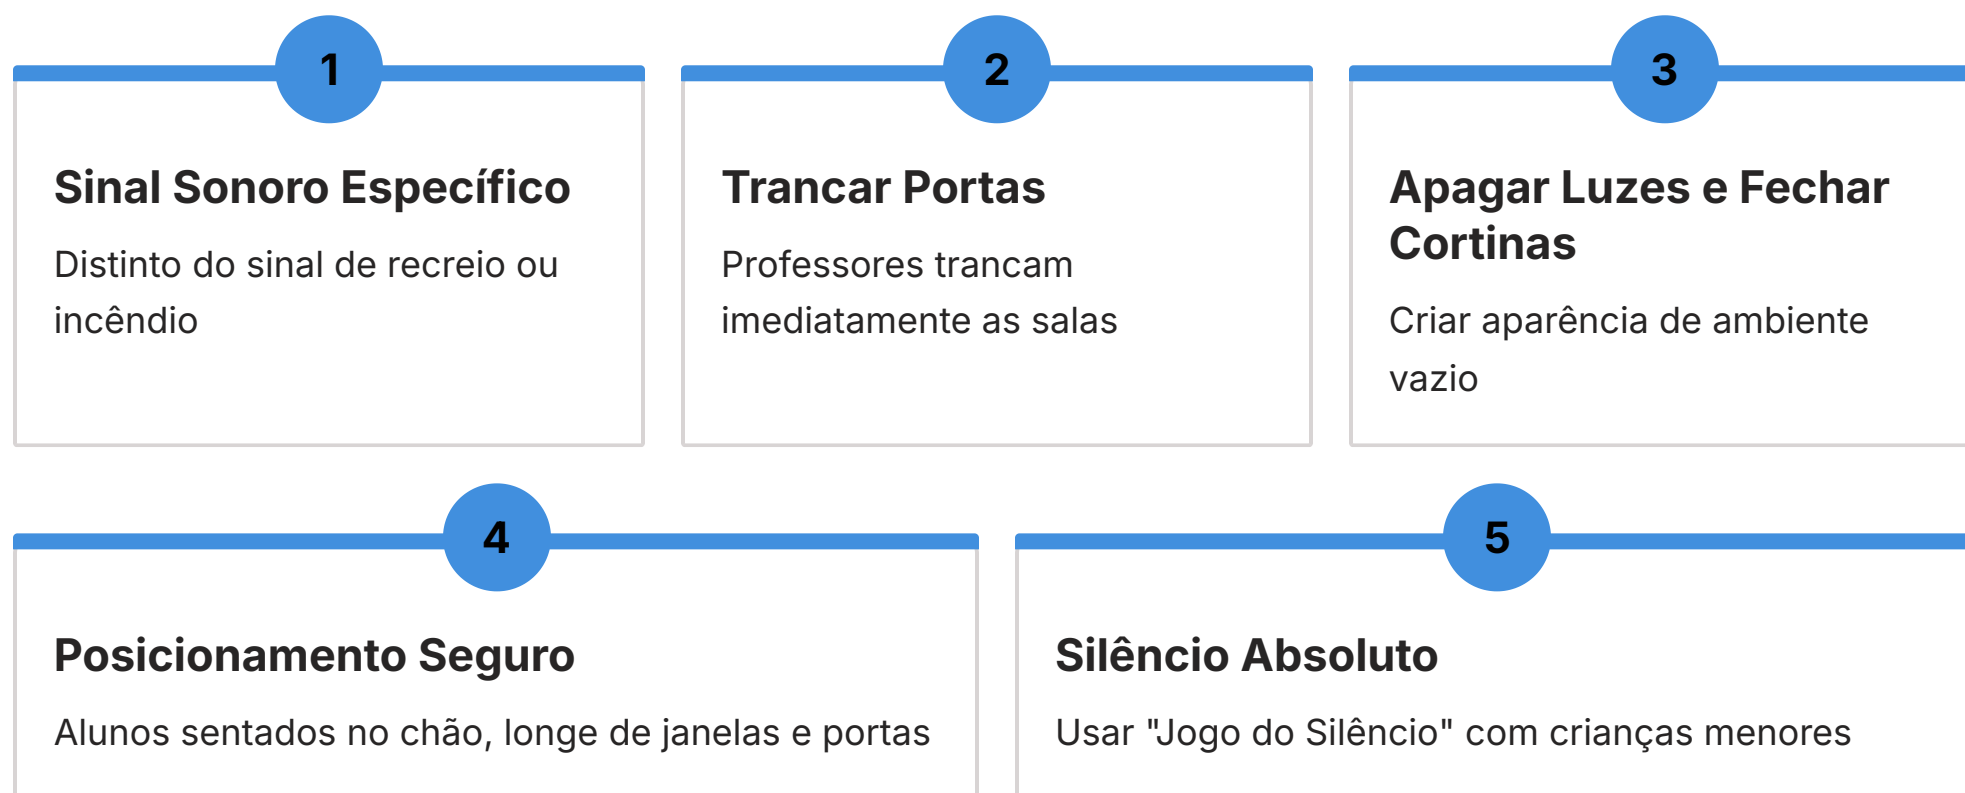 1
Sinal Sonoro Específico
Distinto do sinal de recreio ou
incêndio
2
Trancar Portas
Professores trancam
imediatamente as salas
3
Apagar Luzes e Fechar
Cortinas
Criar aparência de ambiente
vazio
4
Posicionamento Seguro
Alunos sentados no chão, longe de janelas e portas
5
Silêncio Absoluto
Usar "Jogo do Silêncio" com crianças menores